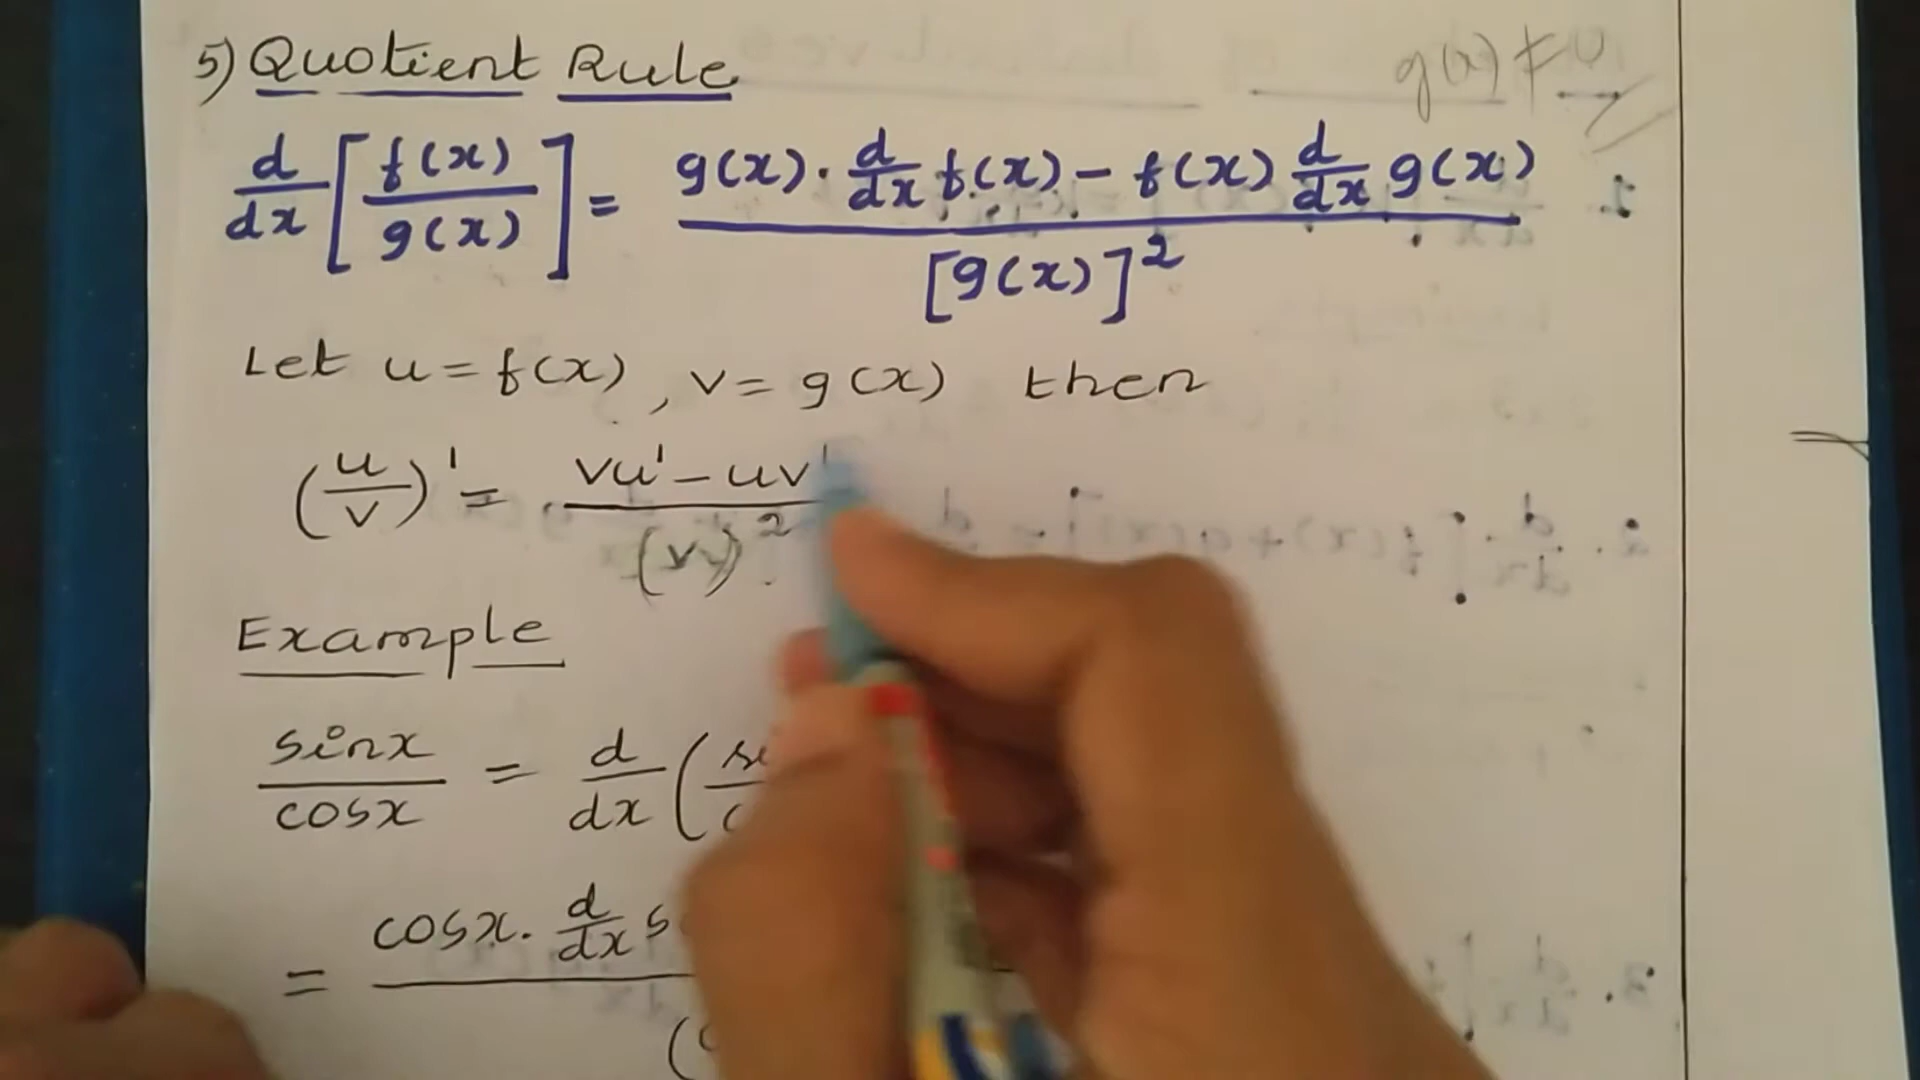 5) Quotient Rule g(x) ≠ 0
d/dx [f(x)/g(x)] = g(x) · d/dx f(x) - f(x) d/dx g(x) / [g(x)]²
Let u = f(x), v = g(x) then
(u/v)' = vu' - uv' / (v)²
Example
sinx/cosx = d/dx (
= cosx. d/dx